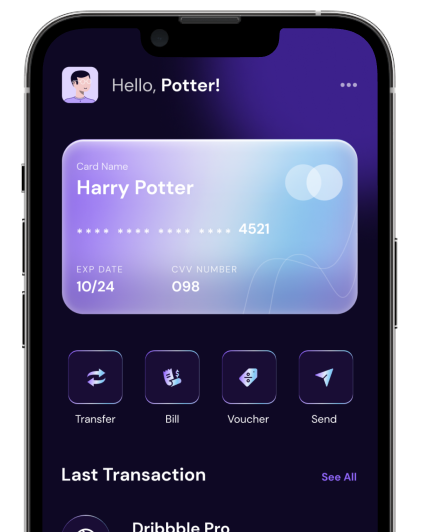 Hello, Potter!
Card Name
Harry Potter
**** **** **** **** 4521
EXP DATE CVV NUMBER
10/24 098
Transfer Bill Voucher Send
Last Transaction See All
Dribbble Pro